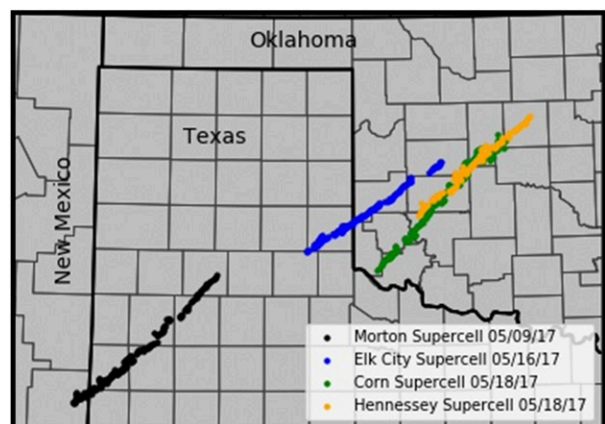 Oklahoma
Texas
New Mexico
Morton Supercell 05/09/17
Elk City Supercell 05/16/17
Corn Supercell 05/18/17
Hennessey Supercell 05/18/17